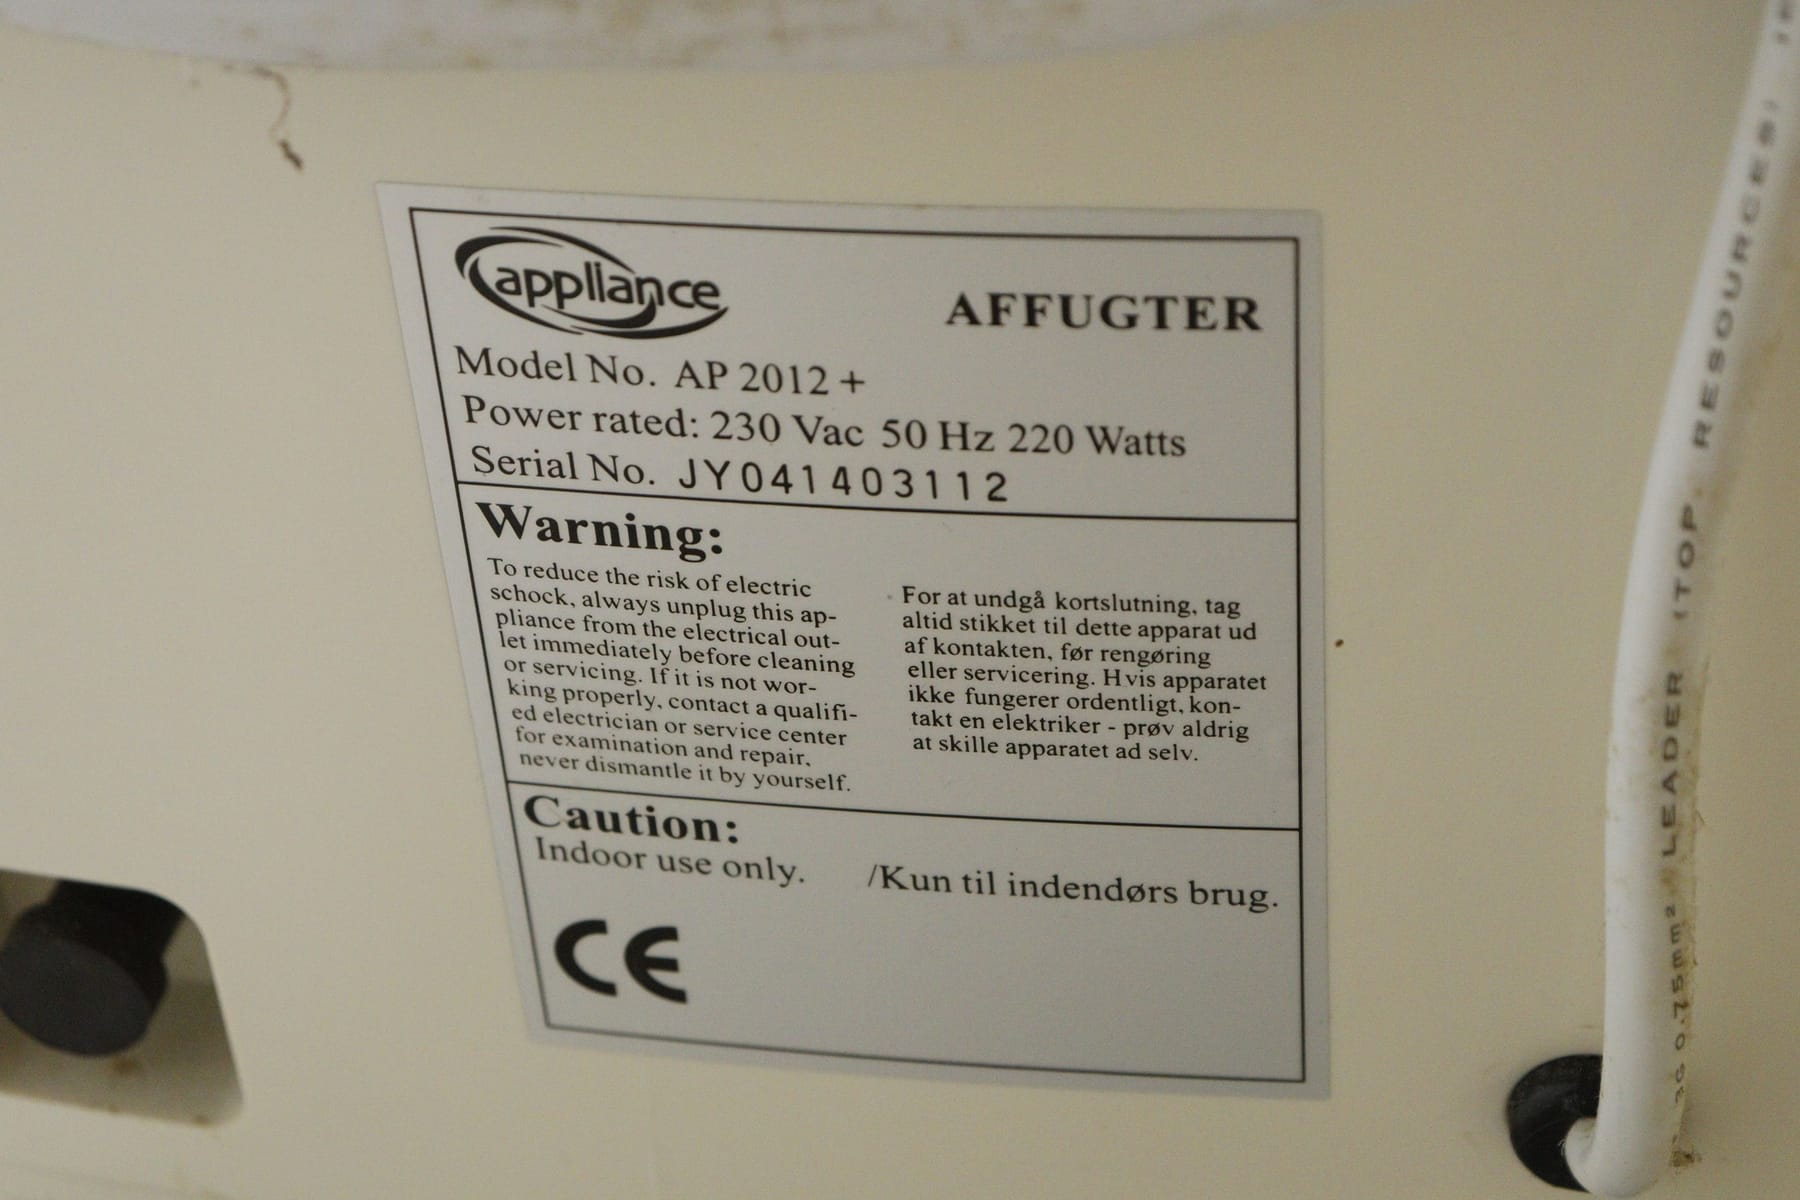 appliance
AFFUGTER
Model No. AP 2012 +
Power rated: 230 Vac 50 Hz 220 Watts
Serial No. JY041403112
Warning:
To reduce the risk of electric
schock, always unplug this ap-
pliance from the electrical out-
let immediately before cleaning
or servicing. If it is not wor-
king properly, contact a qualifi-
ed electrician or service center
for examination and repair,
never dismantle it by yourself.
For at undgå kortslutning, tag
altid stikket til dette apparat ud
af kontakten, før rengøring
eller servicering. Hvis apparatet
ikke fungerer ordentligt, kon-
takt en elektriker - prøv aldrig
at skille apparatet ad selv.
Caution:
Indoor use only. /Kun til indendørs brug.
CE
3G 0.75mm² LEADER (TOP. RESOURCES)